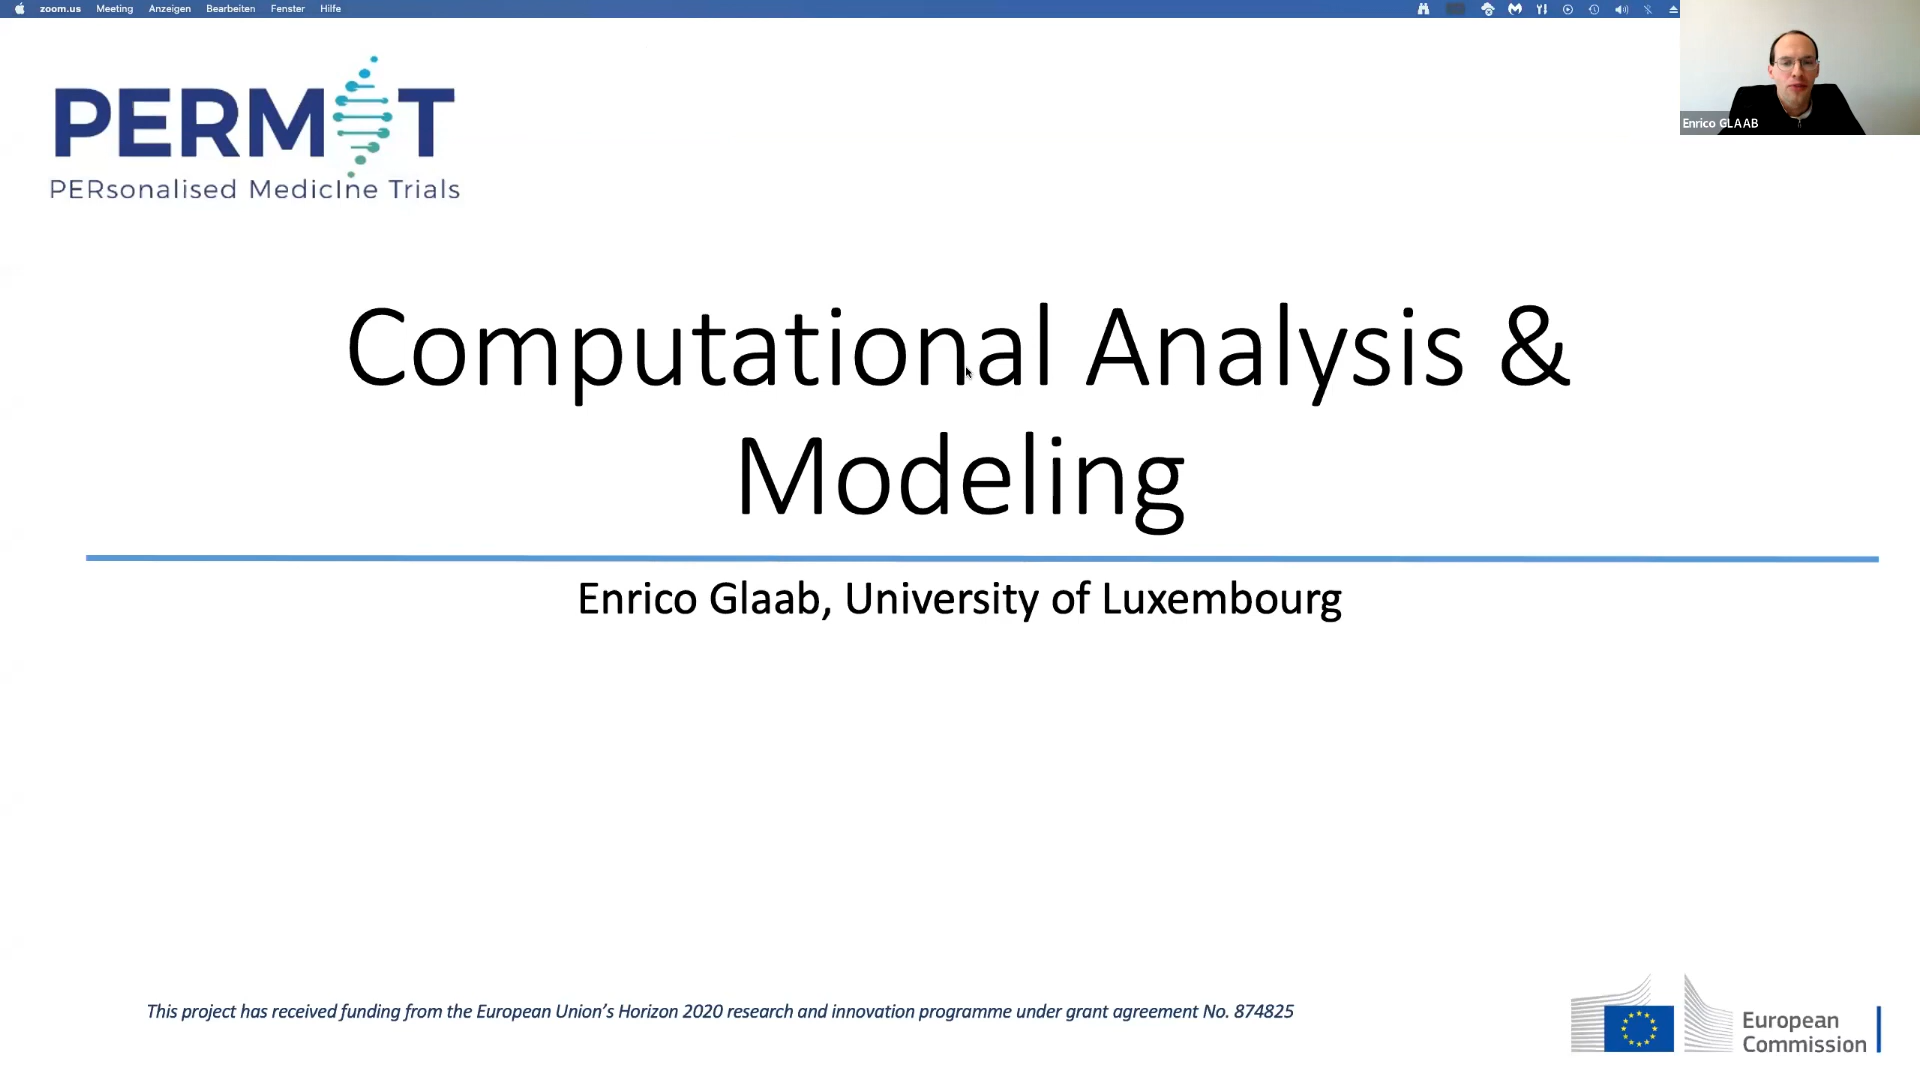 zoom.us Meeting Anzeigen Bearbeiten Fenster Hilfe
Enrico GLAAB
PERMIT
PERsonalised MedicIne Trials
Computational Analysis &
Modeling
Enrico Glaab, University of Luxembourg
This project has received funding from the European Union’s Horizon 2020 research and innovation programme under grant agreement No. 874825
European
Commission